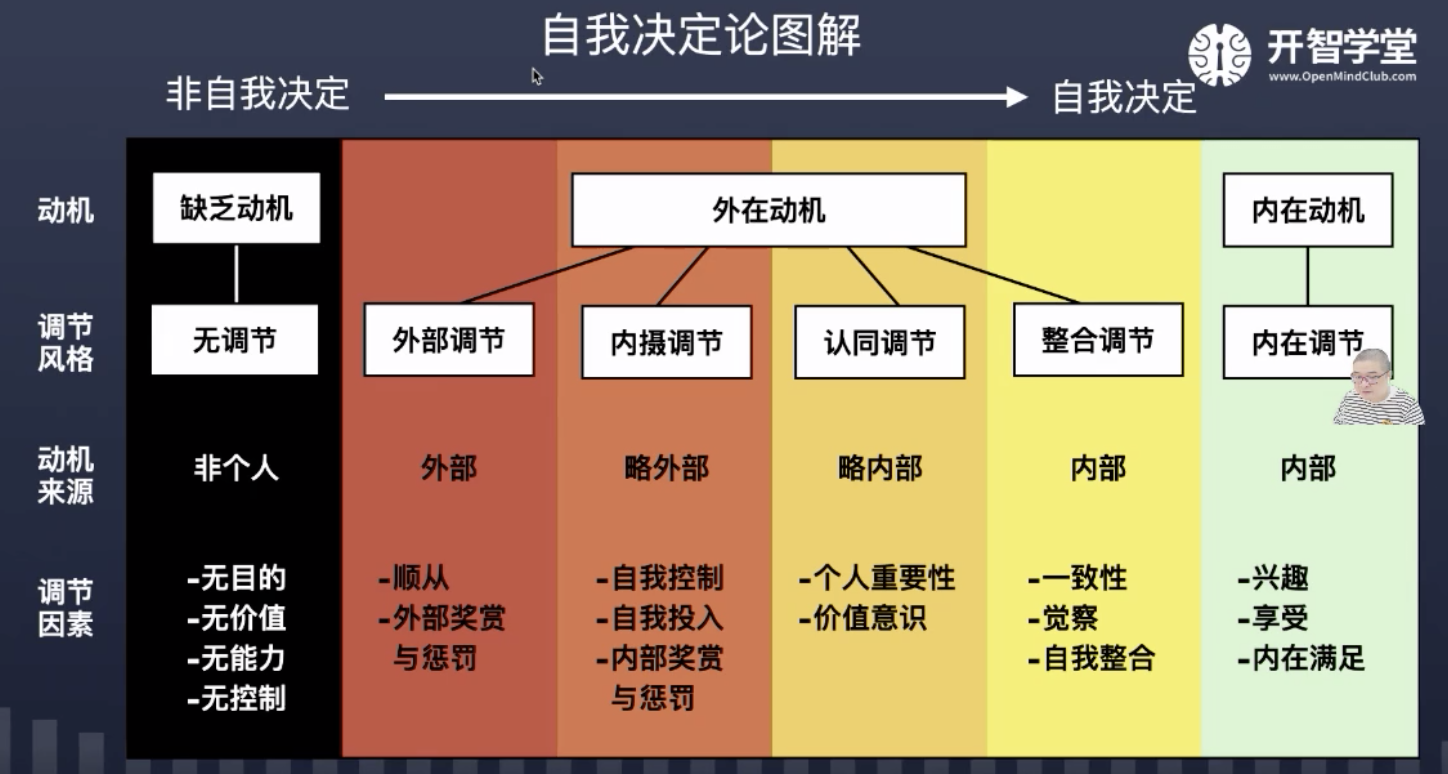 自我决定论图解
开智学堂
www.OpenMindClub.com
非自我决定
自我决定
动机
缺乏动机
外在动机
内在动机
调节
风格
无调节
外部调节
内摄调节
认同调节
整合调节
内在调节
动机
来源
非个人
外部
略外部
略内部
内部
内部
调节
因素
-无目的
-无价值
-无能力
-无控制
-顺从
-外部奖赏
与惩罚
-自我控制
-自我投入
-内部奖赏
与惩罚
-个人重要性
-价值意识
-一致性
-觉察
-自我整合
-兴趣
-享受
-内在满足